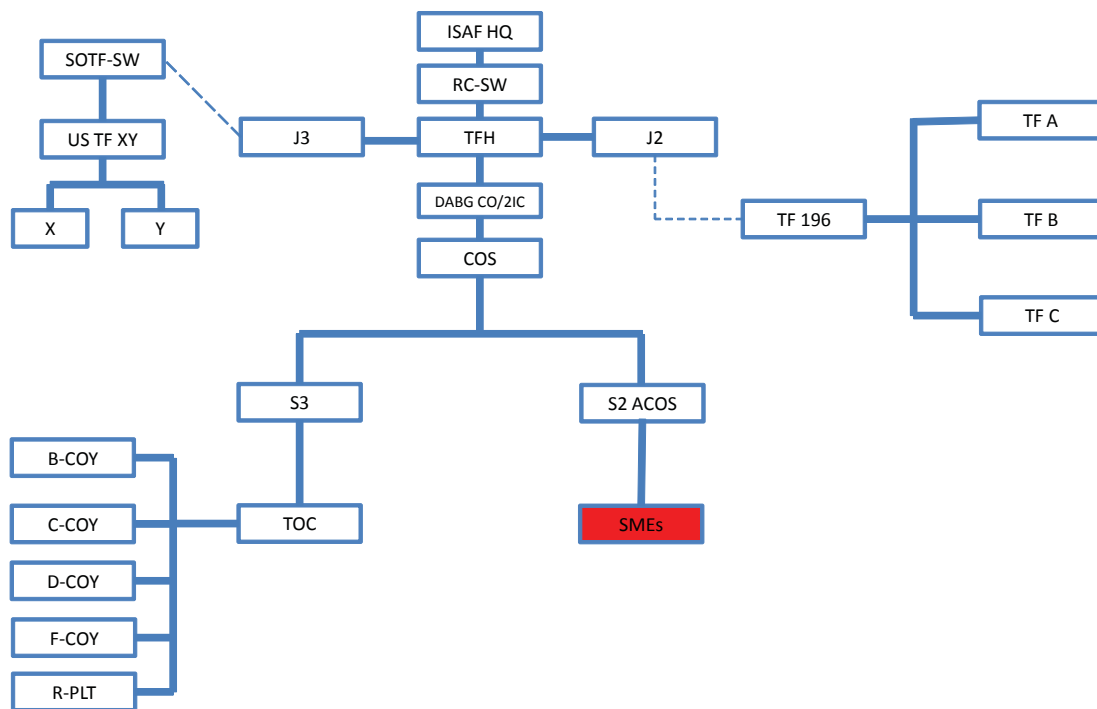 ISAF HQ
SOTF-SW
RC-SW
TF A
US TF XY
J3
TFH
J2
DABG CO/2IC
X
Y
TF 196
TF B
COS
TF C
S3
S2 ACOS
B-COY
C-COY
TOC
SMEs
D-COY
F-COY
R-PLT